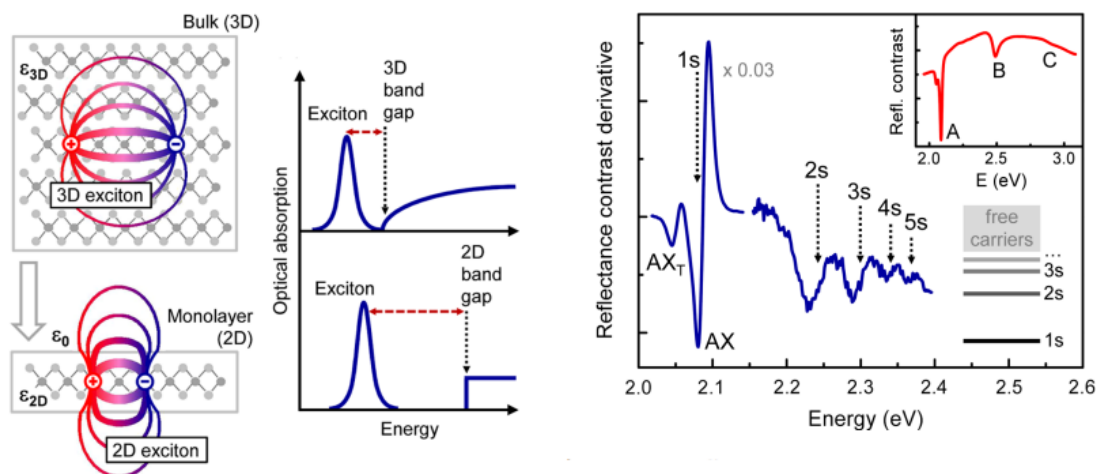 Bulk (3D)
ε3D
+
−
3D exciton
Monolayer
(2D)
ε0
+
−
ε2D
2D exciton
Optical absorption
Exciton
3D
band
gap
Exciton
2D
band
gap
Energy
Reflectance contrast derivative
1s
x 0.03
2s
3s
4s
5s
AXT
AX
2.0 2.1 2.2 2.3 2.4 2.5 2.6
Energy (eV)
Refl. contrast
A
B
C
2.0 2.5 3.0
E (eV)
free
carriers
...
3s
2s
1s